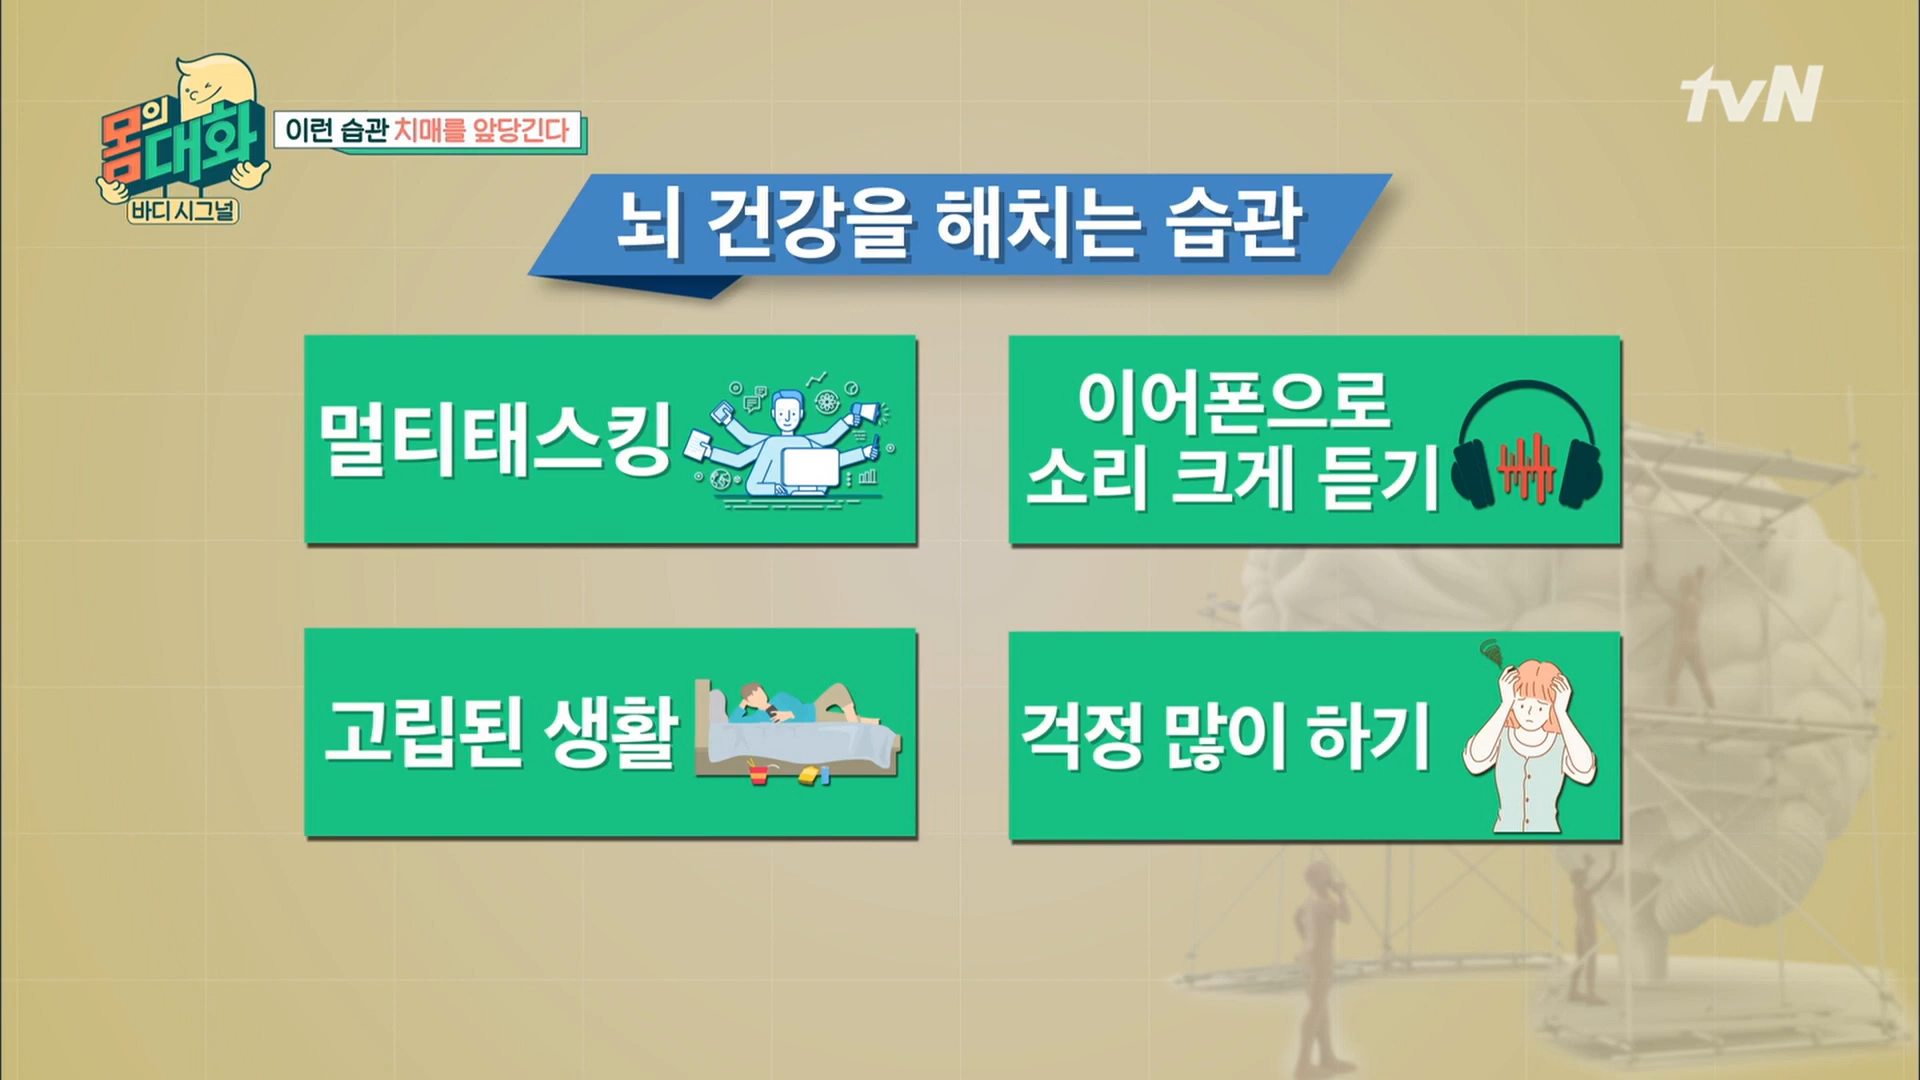 몸의
대화
바디 시그널
이런 습관 치매를 앞당긴다
tvN
뇌 건강을 해치는 습관
멀티태스킹
이어폰으로
소리 크게 듣기
고립된 생활
걱정 많이 하기